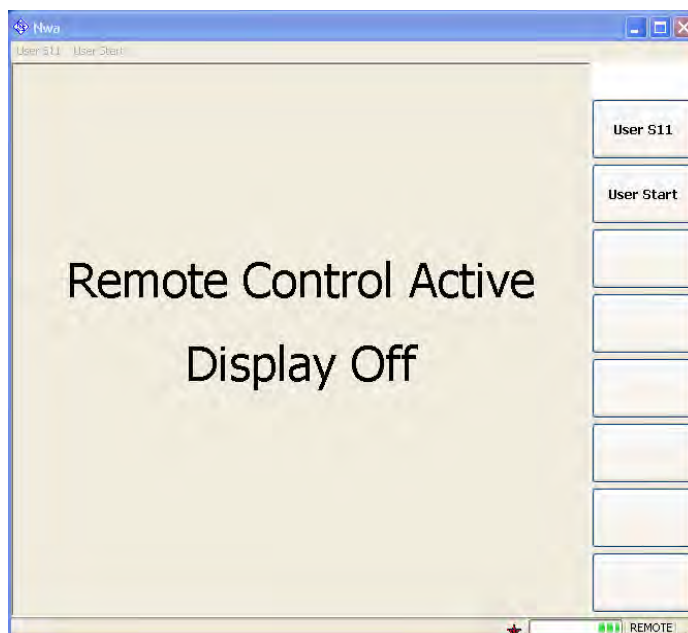 Nwa
User S11 User Start
User S11
User Start
Remote Control Active
Display Off
REMOTE